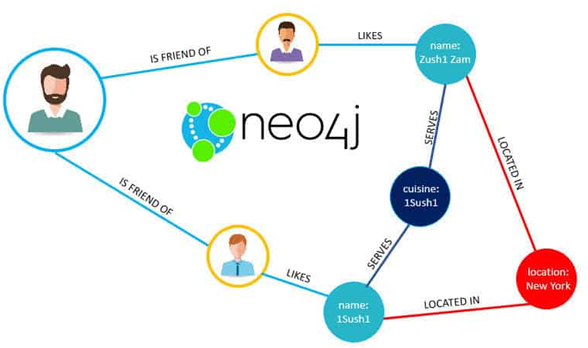 IS FRIEND OF
LIKES
name:
Zush1 Zam
neo4j
SERVES
LOCATED IN
cuisine:
1Sush1
IS FRIEND OF
SERVES
LIKES
name:
1Sush1
LOCATED IN
location:
New York